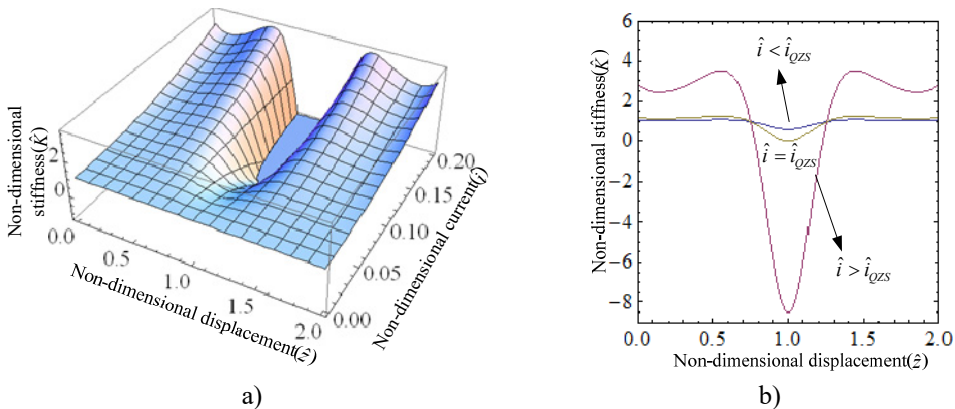 Non-dimensional
stiffness(K̂)
2
0
0.0
0.5
1.0
1.5
2.0
Non-dimensional displacement(ẑ)
0.00
0.05
0.10
0.15
0.20
Non-dimensional current(i)
a)
Non-dimensional stiffness(K̂)
6
4
2
0
−2
−4
−6
−8
î < î_QZS
î = î_QZS
î > î_QZS
0.0 0.5 1.0 1.5 2.0
Non-dimensional displacement(ẑ)
b)